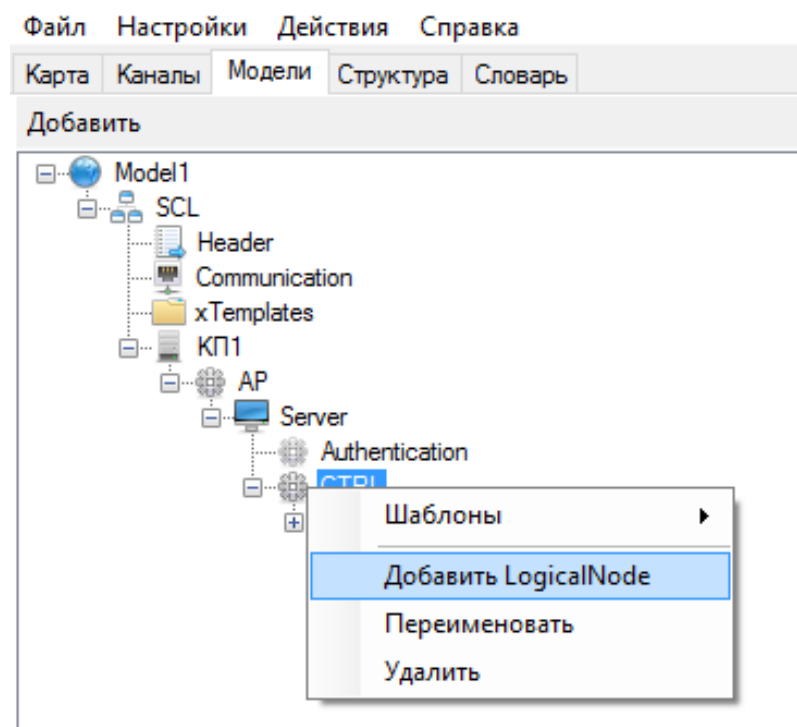 Файл Настройки Действия Справка
Карта Каналы Модели Структура Словарь
Добавить
Model1
SCL
Header
Communication
xTemplates
КП1
AP
Server
Authentication
CTRL
Шаблоны
Добавить LogicalNode
Переименовать
Удалить